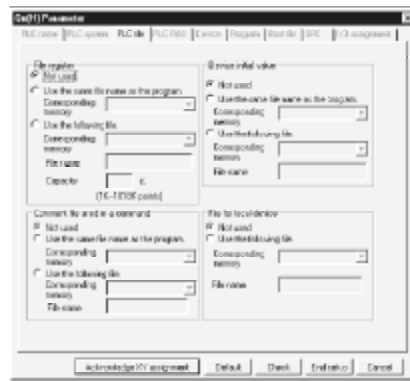 Qn(H) Parameter
PLC name PLC system PLC file PLC RAS Device Program Boot file SFC I/O assignment
File register
Not used
Use the same file name as the program.
Corresponding
memory
Use the following file.
Corresponding
memory
File name
Capacity K
(1K--1018K points)
Device initial value
Not used
Use the same file name as the program.
Corresponding
memory
Use the following file.
Corresponding
memory
File name
Comment file used in a command
Not used
Use the same file name as the program.
Corresponding
memory
Use the following file.
Corresponding
memory
File name
File for local device
Not used
Use the following file.
Corresponding
memory
File name
Acknowledge XY assignment Default Check End setup Cancel